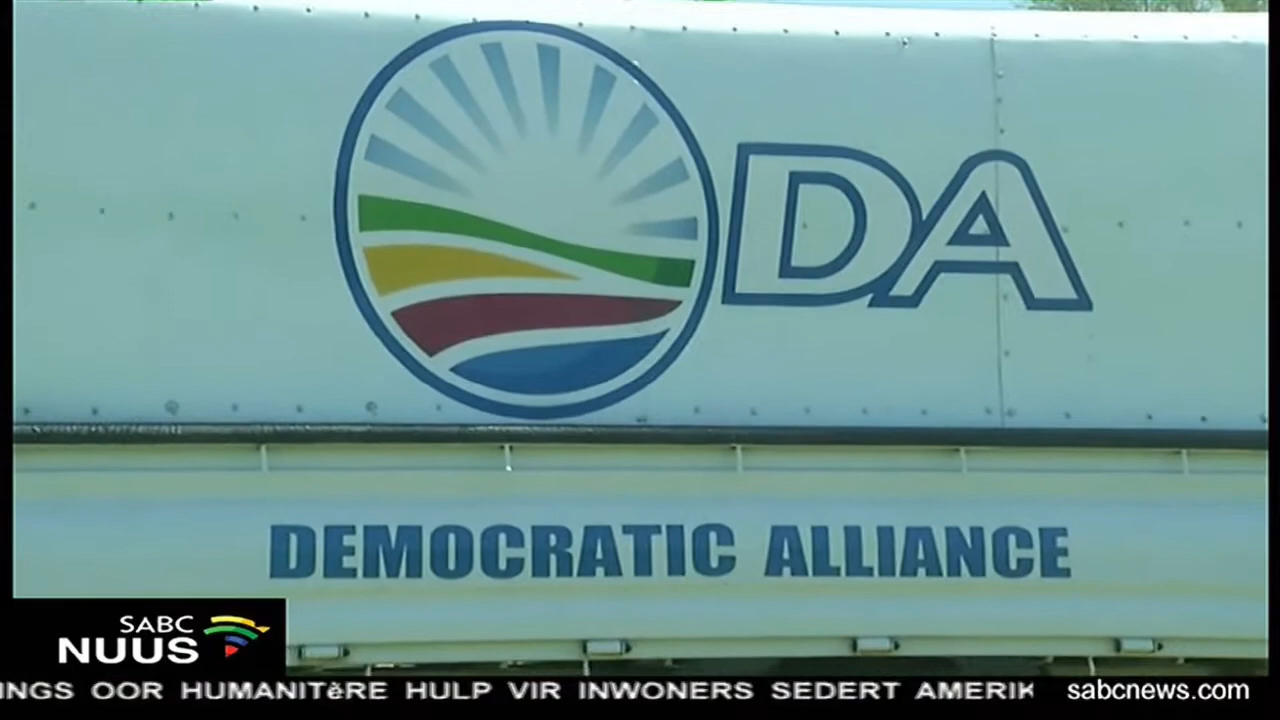 DA
DEMOCRATIC ALLIANCE
SABC
NUUS
INGS OOR HUMANITèRE HULP VIR INWONERS SEDERT AMERIK
sabcnews.com